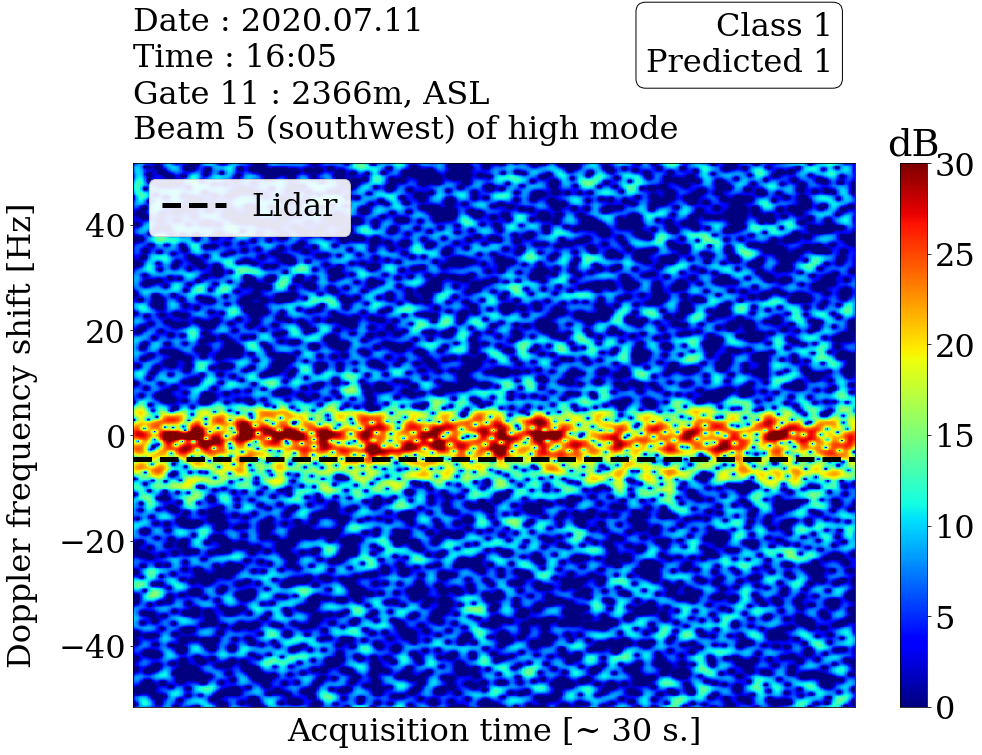 Date : 2020.07.11
Time : 16:05
Gate 11 : 2366m, ASL
Beam 5 (southwest) of high mode
Class 1
Predicted 1
dB
Lidar
Doppler frequency shift [Hz]
40
20
0
−20
−40
30
25
20
15
10
5
0
Acquisition time [~ 30 s.]